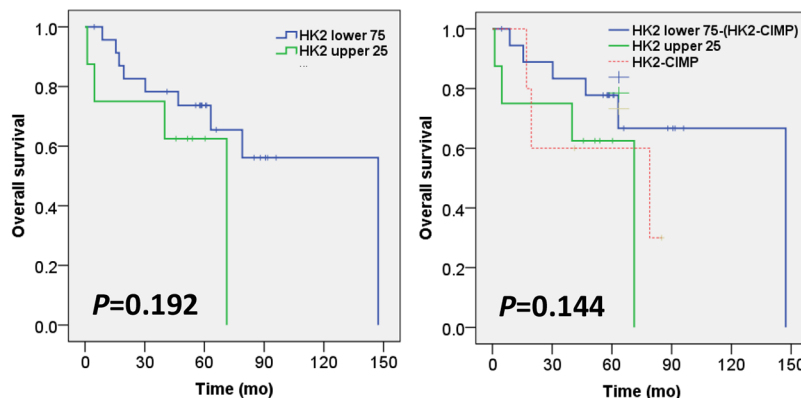 HK2 lower 75
HK2 upper 25
...
Overall survival
1.0
0.8
0.6
0.4
0.2
0.0
P=0.192
0 30 60 90 120 150
Time (mo)
HK2 lower 75-(HK2-CIMP)
HK2 upper 25
HK2-CIMP
Overall survival
1.0
0.8
0.6
0.4
0.2
0.0
P=0.144
0 30 60 90 120 150
Time (mo)